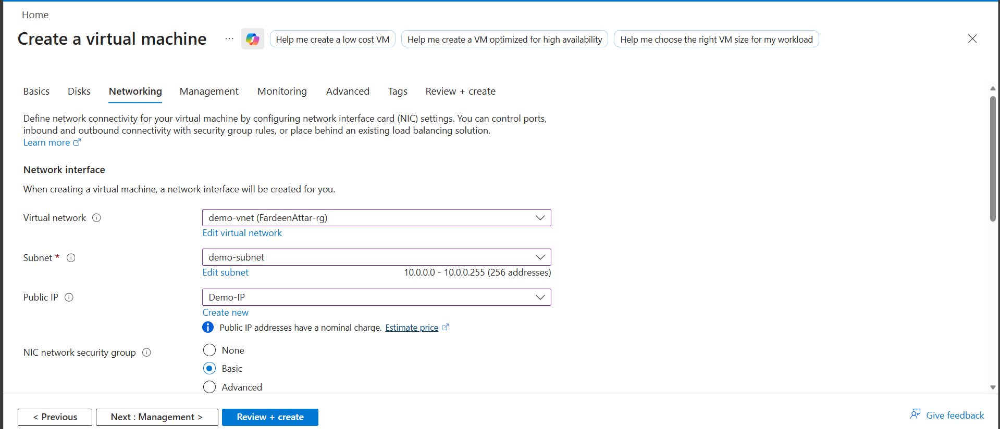 Home
Create a virtual machine ··· Help me create a low cost VM Help me create a VM optimized for high availability Help me choose the right VM size for my workload
Basics Disks Networking Management Monitoring Advanced Tags Review + create
Define network connectivity for your virtual machine by configuring network interface card (NIC) settings. You can control ports,
inbound and outbound connectivity with security group rules, or place behind an existing load balancing solution.
Learn more
Network interface
When creating a virtual machine, a network interface will be created for you.
Virtual network demo-vnet (FardeenAttar-rg)
Edit virtual network
Subnet * demo-subnet
Edit subnet 10.0.0.0 - 10.0.0.255 (256 addresses)
Public IP Demo-IP
Create new
Public IP addresses have a nominal charge. Estimate price
NIC network security group None
Basic
Advanced
< Previous Next : Management > Review + create Give feedback